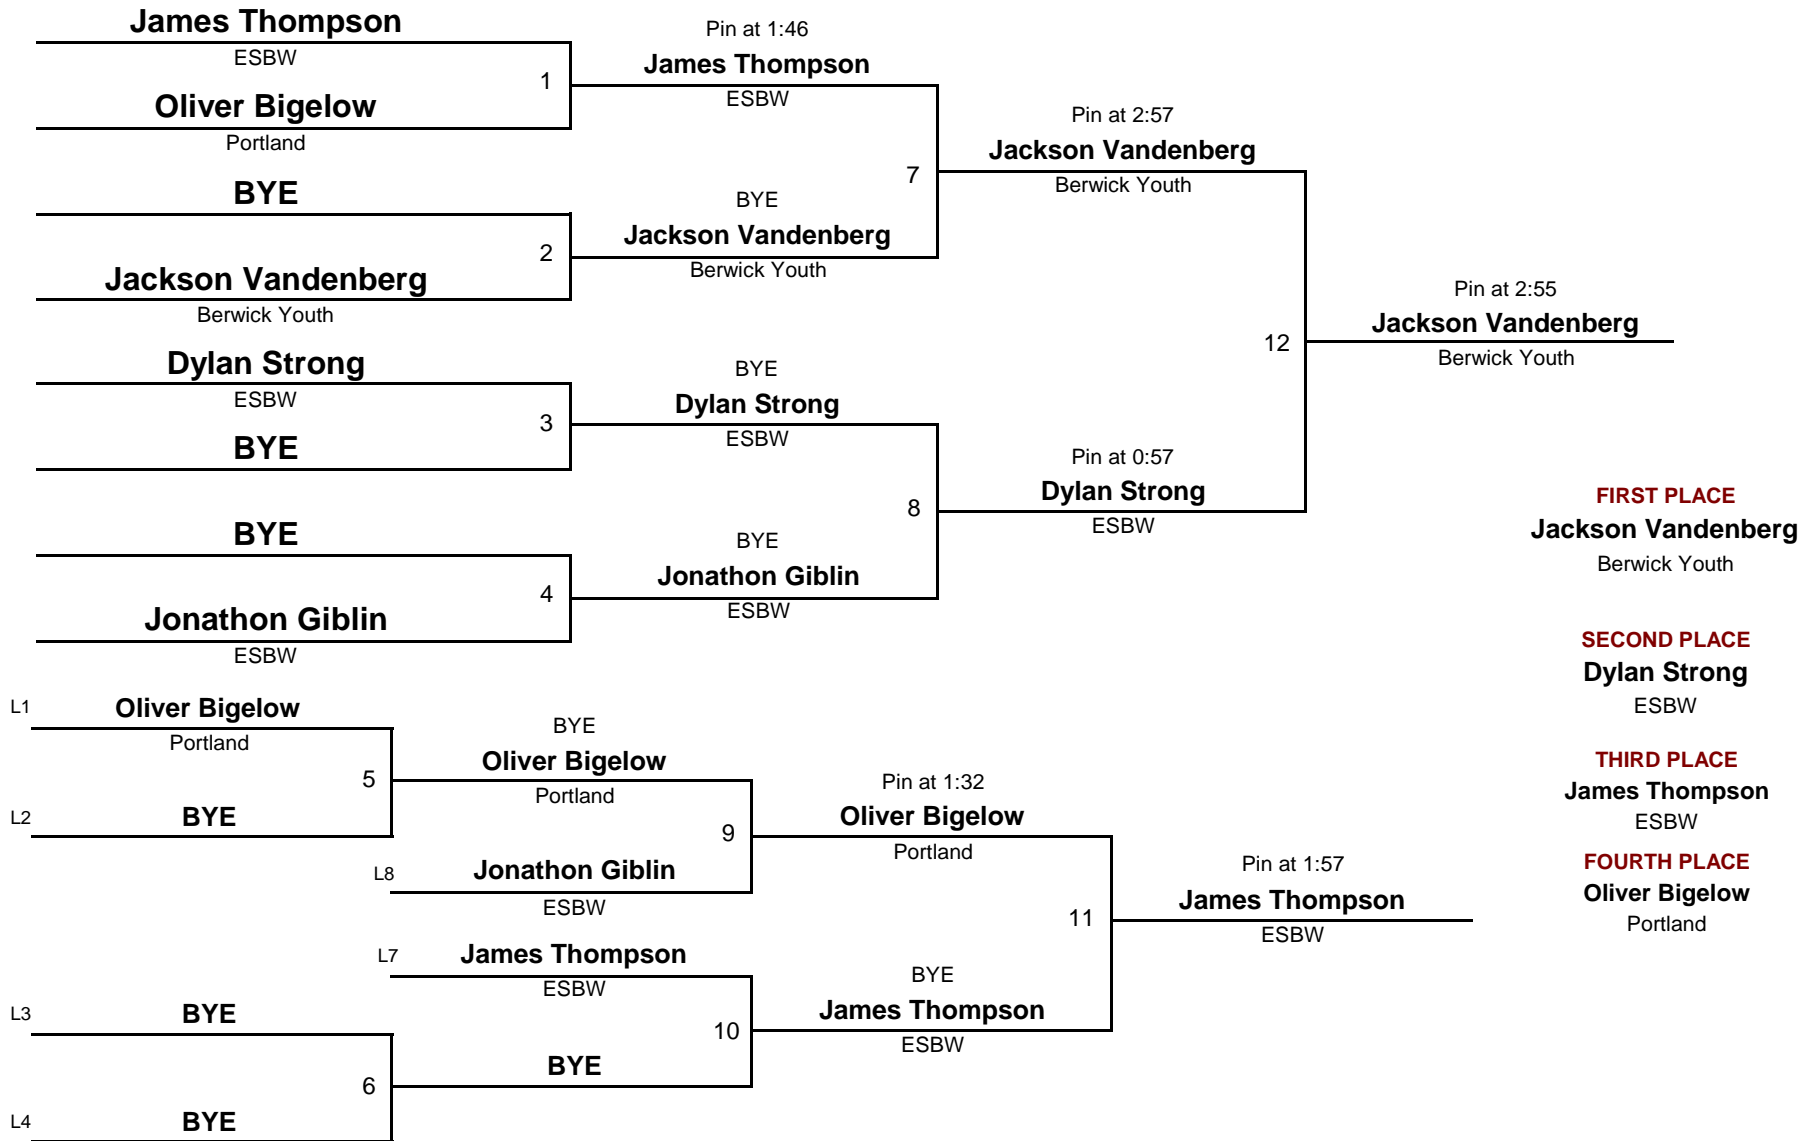 James Thompson
ESBW
1
Oliver Bigelow
Portland
BYE
2
Jackson Vandenberg
Berwick Youth
Dylan Strong
ESBW
3
BYE
BYE
4
Jonathon Giblin
ESBW
Pin at 1:46
James Thompson
ESBW
7
BYE
Jackson Vandenberg
Berwick Youth
BYE
Dylan Strong
ESBW
8
BYE
Jonathon Giblin
ESBW
Pin at 2:57
Jackson Vandenberg
Berwick Youth
12
Pin at 0:57
Dylan Strong
ESBW
Pin at 2:55
Jackson Vandenberg
Berwick Youth
FIRST PLACE
Jackson Vandenberg
Berwick Youth
SECOND PLACE
Dylan Strong
ESBW
THIRD PLACE
James Thompson
ESBW
FOURTH PLACE
Oliver Bigelow
Portland
L1
Oliver Bigelow
Portland
5
L2
BYE
L3
BYE
6
L4
BYE
BYE
Oliver Bigelow
Portland
9
L8
Jonathon Giblin
ESBW
L7
James Thompson
ESBW
10
BYE
Pin at 1:32
Oliver Bigelow
Portland
11
BYE
James Thompson
ESBW
Pin at 1:57
James Thompson
ESBW